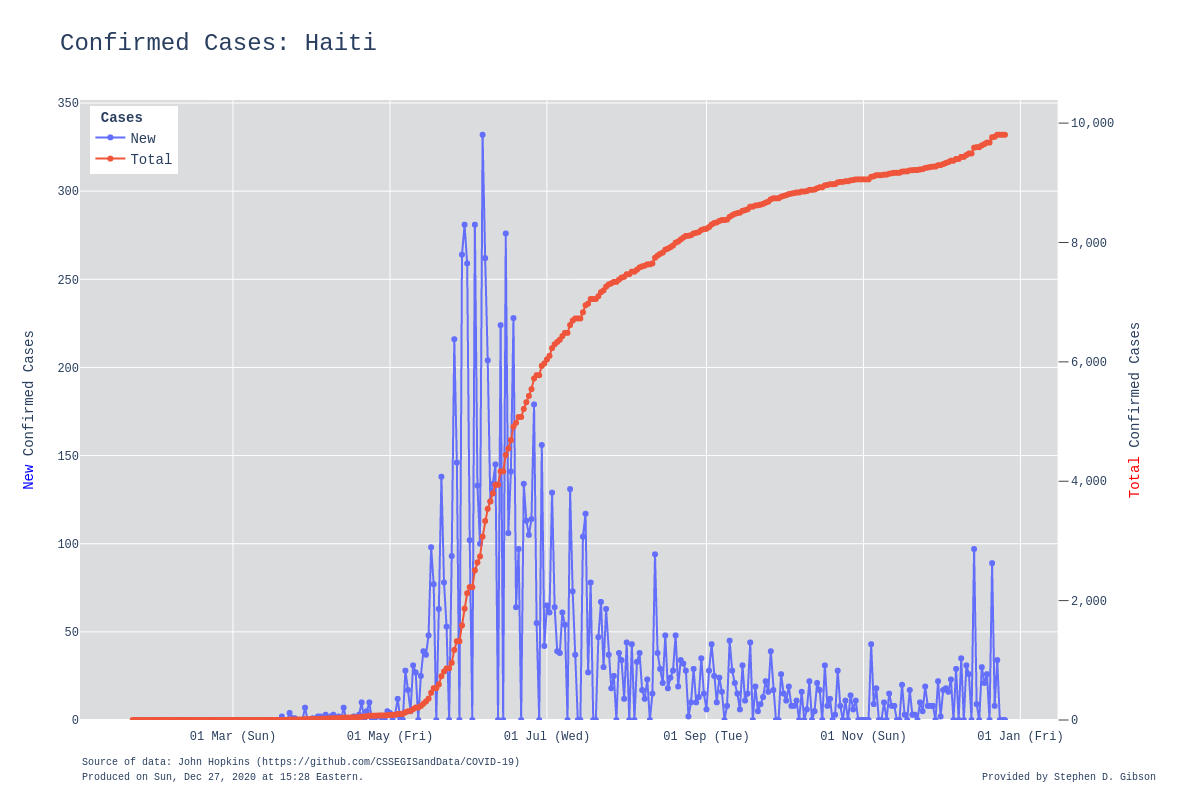 Confirmed Cases: Haiti
Cases
New
Total
350
300
250
200
150
100
50
0
10,000
8,000
6,000
4,000
2,000
0
New Confirmed Cases
Total Confirmed Cases
01 Mar (Sun)
01 May (Fri)
01 Jul (Wed)
01 Sep (Tue)
01 Nov (Sun)
01 Jan (Fri)
Source of data: John Hopkins (https://github.com/CSSEGISandData/COVID-19)
Produced on Sun, Dec 27, 2020 at 15:28 Eastern.
Provided by Stephen D. Gibson